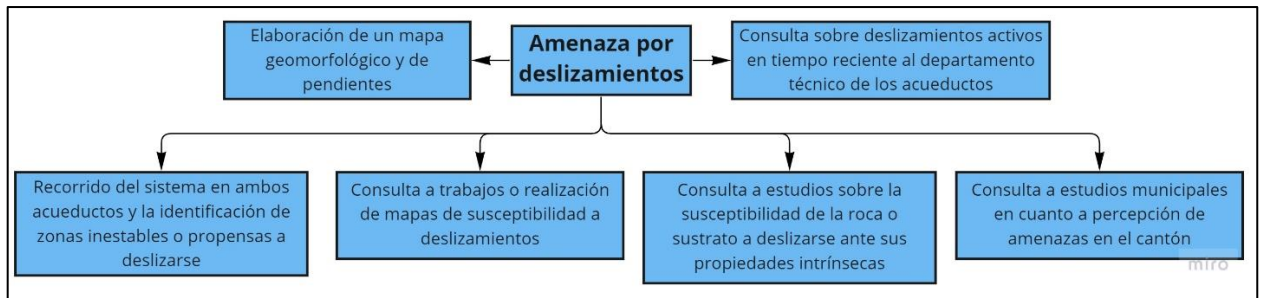 Elaboración de un mapa
geomorfológico y de
pendientes
Amenaza por
deslizamientos
Consulta sobre deslizamientos activos
en tiempo reciente al departamento
técnico de los acueductos
Recorrido del sistema en ambos
acueductos y la identificación de
zonas inestables o propensas a
deslizarse
Consulta a trabajos o realización
de mapas de susceptibilidad a
deslizamientos
Consulta a estudios sobre la
susceptibilidad de la roca o
sustrato a deslizarse ante sus
propiedades intrínsecas
Consulta a estudios municipales
en cuanto a percepción de
amenazas en el cantón
miro